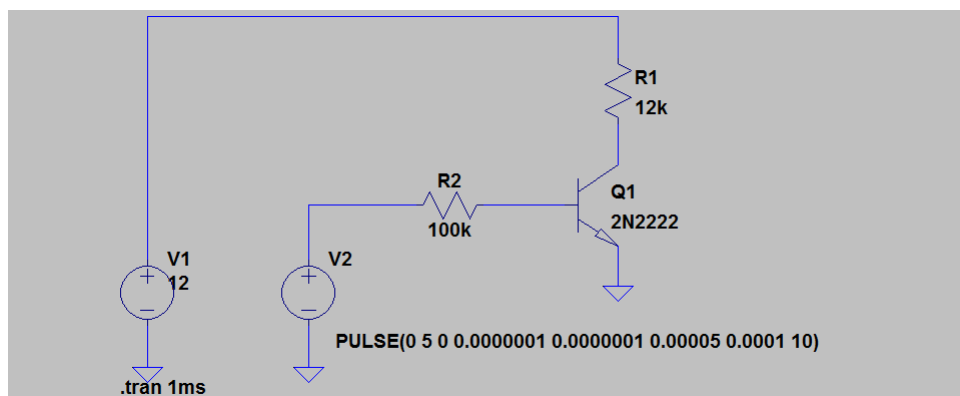 R1
12k
R2
100k
Q1
2N2222
V1
12
V2
PULSE(0 5 0 0.0000001 0.0000001 0.00005 0.0001 10)
.tran 1ms